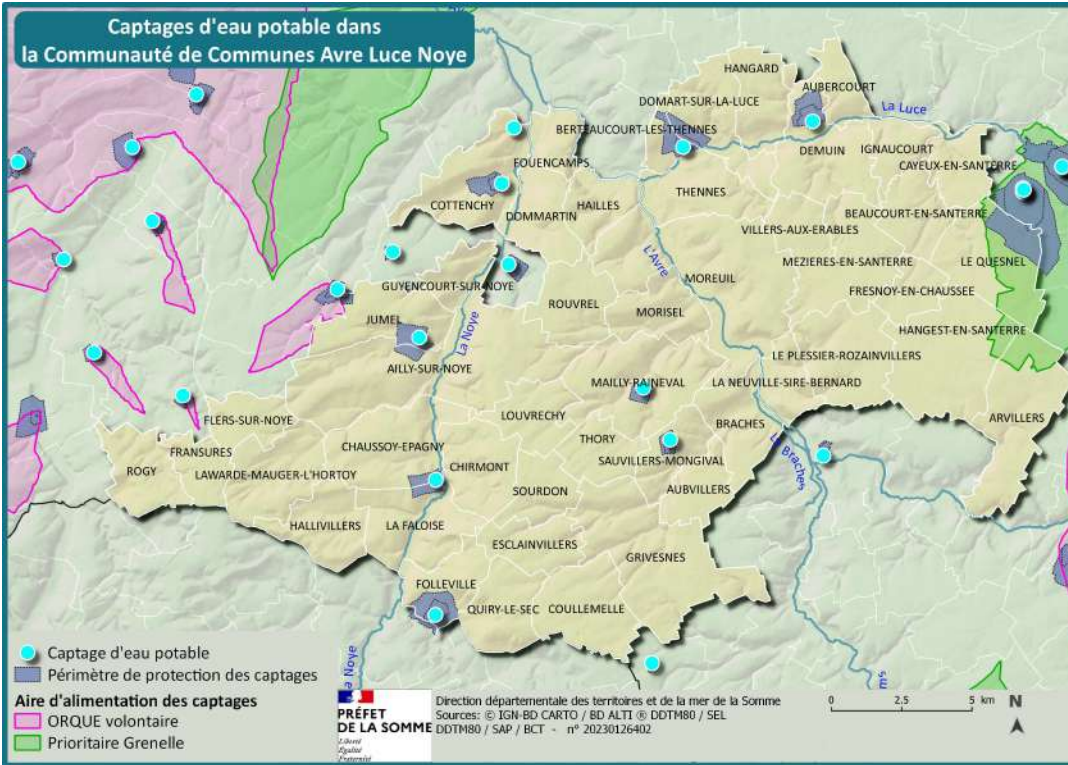 Captages d'eau potable dans
la Communauté de Communes Avre Luce Noye
HANGARD
AUBERCOURT
DOMART-SUR-LA-LUCE
La Luce
BERTEAUCOURT-LES-THENNES
DEMUIN
IGNAUCOURT
CAYEUX-EN-SANTERRE
FOUENCAMPS
COTTENCHY
DOMMARTIN
HAILLES
THENNES
BEAUCOURT-EN-SANTERRE
VILLERS-AUX-ERABLES
L'Avre
MEZIERES-EN-SANTERRE
LE QUESNEL
MOREUIL
GUYENCOURT-SUR-NOYE
FRESNOY-EN-CHAUSSEE
ROUVREL
MORISEL
JUMEL
La Noye
HANGEST-EN-SANTERRE
AILLY-SUR-NOYE
LE PLESSIER-ROZAINVILLERS
MAILLY-RAINEVAL
LA NEUVILLE-SIRE-BERNARD
FLERS-SUR-NOYE
LOUVRECHY
BRACHES
ARVILLERS
FRANSURES
CHAUSSOY-EPAGNY
THORY
ROGY
LAWARDE-MAUGER-L'HORTOY
CHIRMONT
SAUVILLERS-MONGIVAL
Le Braches
SOURDON
AUBVILLERS
HALLIVILLERS
LA FALOISE
ESCLAINVILLERS
GRIVESNES
FOLLEVILLE
QUIRY-LE-SEC
COULLEMELLE
La Noye
Captage d'eau potable
Périmètre de protection des captages
Aire d'alimentation des captages
ORQUE volontaire
Prioritaire Grenelle
PRÉFET
DE LA SOMME
Liberté
Égalité
Fraternité
Direction départementale des territoires et de la mer de la Somme
Sources: © IGN-BD CARTO / BD ALTI ® DDTM80 / SEL
DDTM80 / SAP / BCT - n° 20230126402
0 2.5 5 km
N